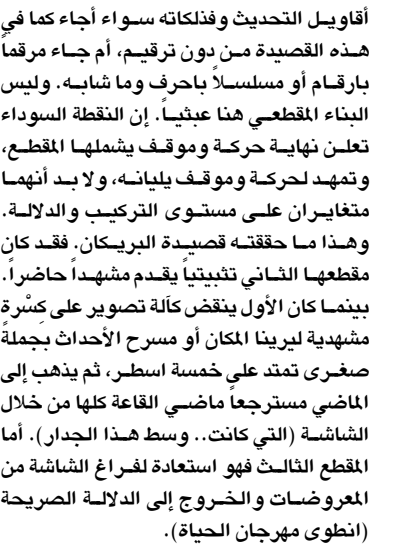 أقاويل التحديث وفذلكاته سواء أجاء كما في
هذه القصيدة من دون ترقيم، أم جاء مرقما
بارقام أو مسلسلاً باحرف وما شابه. وليس
البناء المقطعي هنا عبثياً. إن النقطة السوداء
تعلن نهاية حركة وموقف يشملها المقطع،
وتمهد لحركة وموقف يليانه، ولا بد أنهما
متغايران على مستوى التركيب والدلالة.
وهذا ما حققته قصيدة البريكان. فقد كان
مقطعها الثاني تثبيتياً يقدم مشهداً حاضراً.
بينما كان الأول ينقض كآلة تصوير على كِسْرة
مشهدية ليرينا المكان أو مسرح الأحداث بجملة
صغرى تمتد على خمسة اسطر، ثم يذهب إلى
الماضي مسترجعاً ماضي القاعة كلها من خلال
الشاشة (التي كانت.. وسط هذا الجدار). أما
المقطع الثالث فهو استعادة لفراغ الشاشة من
المعروضات والخروج إلى الدلالة الصريحة
(انطوى مهرجان الحياة).